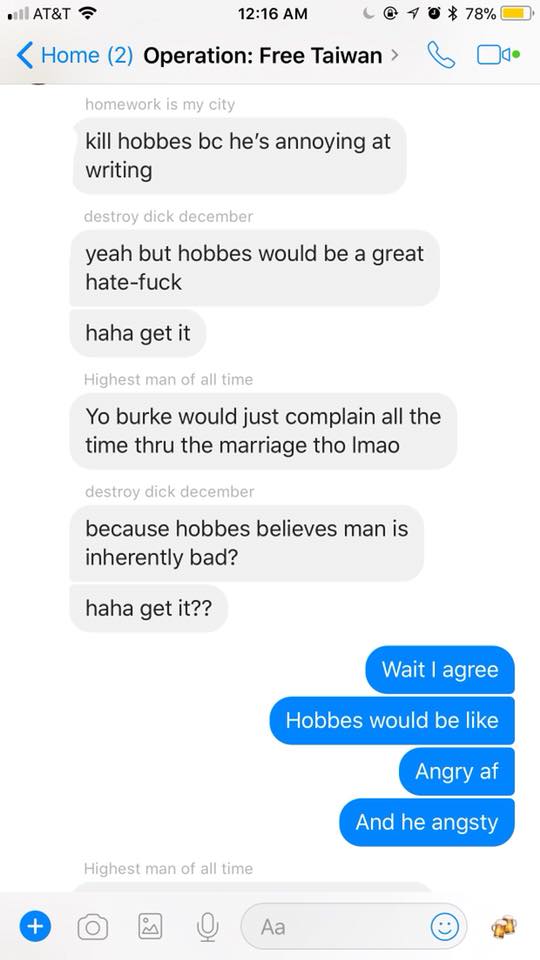 AT&T 12:16 AM 78%
Home (2) Operation: Free Taiwan
homework is my city
kill hobbes bc he's annoying at
writing
destroy dick december
yeah but hobbes would be a great
hate-fuck
haha get it
Highest man of all time
Yo burke would just complain all the
time thru the marriage tho lmao
destroy dick december
because hobbes believes man is
inherently bad?
haha get it??
Wait I agree
Hobbes would be like
Angry af
And he angsty
Highest man of all time
Aa